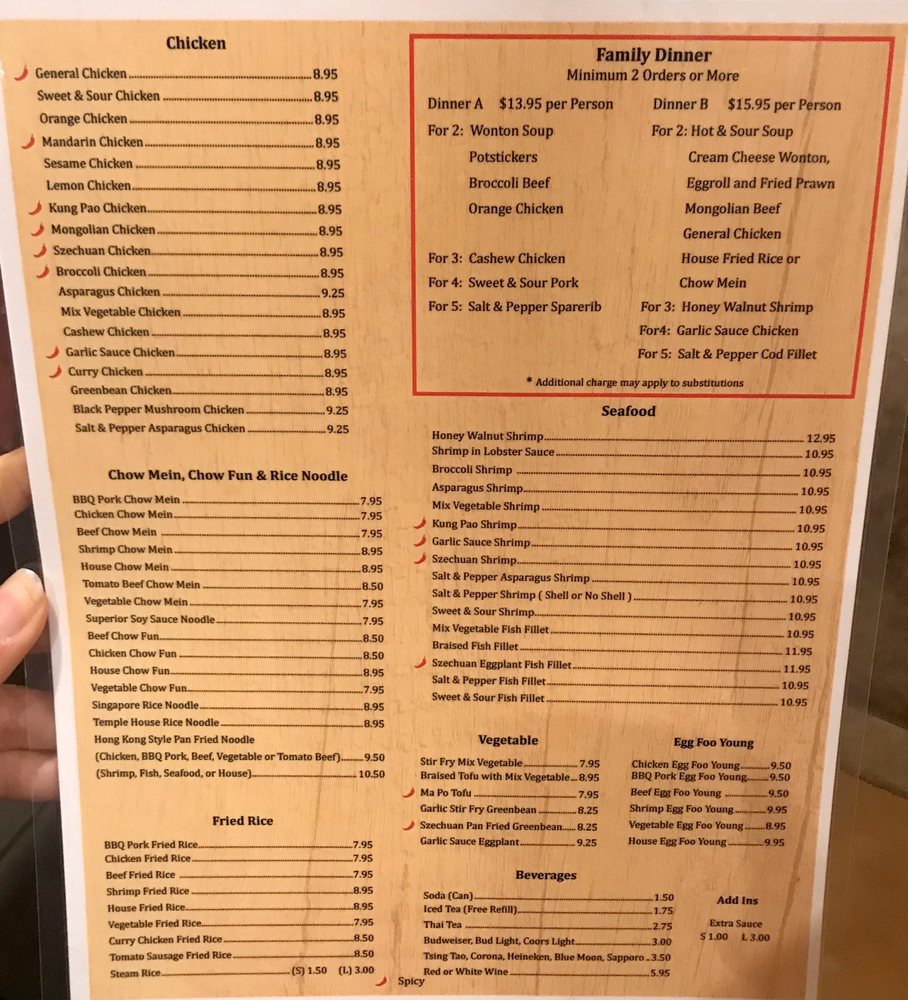 Chicken
General Chicken 8.95
Sweet & Sour Chicken 8.95
Orange Chicken 8.95
Mandarin Chicken 8.95
Sesame Chicken 8.95
Lemon Chicken 8.95
Kung Pao Chicken 8.95
Mongolian Chicken 8.95
Szechuan Chicken 8.95
Broccoli Chicken 8.95
Asparagus Chicken 9.25
Mix Vegetable Chicken 8.95
Cashew Chicken 8.95
Garlic Sauce Chicken 8.95
Curry Chicken 8.95
Greenbean Chicken 8.95
Black Pepper Mushroom Chicken 9.25
Salt & Pepper Asparagus Chicken 9.25
Chow Mein, Chow Fun & Rice Noodle
BBQ Pork Chow Mein 7.95
Chicken Chow Mein 7.95
Beef Chow Mein 7.95
Shrimp Chow Mein 8.95
House Chow Mein 8.95
Tomato Beef Chow Mein 8.50
Vegetable Chow Mein 7.95
Superior Soy Sauce Noodle 7.95
Beef Chow Fun 8.50
Chicken Chow Fun 8.50
House Chow Fun 8.95
Vegetable Chow Fun 7.95
Singapore Rice Noodle 8.95
Temple House Rice Noodle 8.95
Hong Kong Style Pan Fried Noodle
(Chicken, BBQ Pork, Beef, Vegetable or Tomato Beef) 9.50
(Shrimp, Fish, Seafood, or House) 10.50
Fried Rice
BBQ Pork Fried Rice 7.95
Chicken Fried Rice 7.95
Beef Fried Rice 7.95
Shrimp Fried Rice 8.95
House Fried Rice 8.95
Vegetable Fried Rice 7.95
Curry Chicken Fried Rice 8.50
Tomato Sausage Fried Rice 8.50
Steam Rice (S) 1.50 (L) 3.00
Family Dinner
Minimum 2 Orders or More
Dinner A $13.95 per Person
For 2: Wonton Soup
Potstickers
Broccoli Beef
Orange Chicken
For 3: Cashew Chicken
For 4: Sweet & Sour Pork
For 5: Salt & Pepper Sparerib
Dinner B $15.95 per Person
For 2: Hot & Sour Soup
Cream Cheese Wonton,
Eggroll and Fried Prawn
Mongolian Beef
General Chicken
House Fried Rice or
Chow Mein
For 3: Honey Walnut Shrimp
For4: Garlic Sauce Chicken
For 5: Salt & Pepper Cod Fillet
* Additional charge may apply to substitutions
Seafood
Honey Walnut Shrimp 12.95
Shrimp in Lobster Sauce 10.95
Broccoli Shrimp 10.95
Asparagus Shrimp 10.95
Mix Vegetable Shrimp 10.95
Kung Pao Shrimp 10.95
Garlic Sauce Shrimp 10.95
Szechuan Shrimp 10.95
Salt & Pepper Asparagus Shrimp 10.95
Salt & Pepper Shrimp ( Shell or No Shell ) 10.95
Sweet & Sour Shrimp 10.95
Mix Vegetable Fish Fillet 10.95
Braised Fish Fillet 11.95
Szechuan Eggplant Fish Fillet 11.95
Salt & Pepper Fish Fillet 10.95
Sweet & Sour Fish Fillet 10.95
Vegetable
Stir Fry Mix Vegetable 7.95
Braised Tofu with Mix Vegetable 8.95
Ma Po Tofu 7.95
Garlic Stir Fry Greenbean 8.25
Szechuan Pan Fried Greenbean 8.25
Garlic Sauce Eggplant 9.25
Egg Foo Young
Chicken Egg Foo Young 9.50
BBQ Pork Egg Foo Young 9.50
Beef Egg Foo Young 9.50
Shrimp Egg Foo Young 9.95
Vegetable Egg Foo Young 8.95
House Egg Foo Young 9.95
Beverages
Soda (Can) 1.50
Iced Tea (Free Refill) 1.75
Thai Tea 2.75
Budweiser, Bud Light, Coors Light 3.00
Tsing Tao, Corona, Heineken, Blue Moon, Sapporo 3.50
Red or White Wine 5.95
Add Ins
Extra Sauce
S 1.00 L 3.00
Spicy